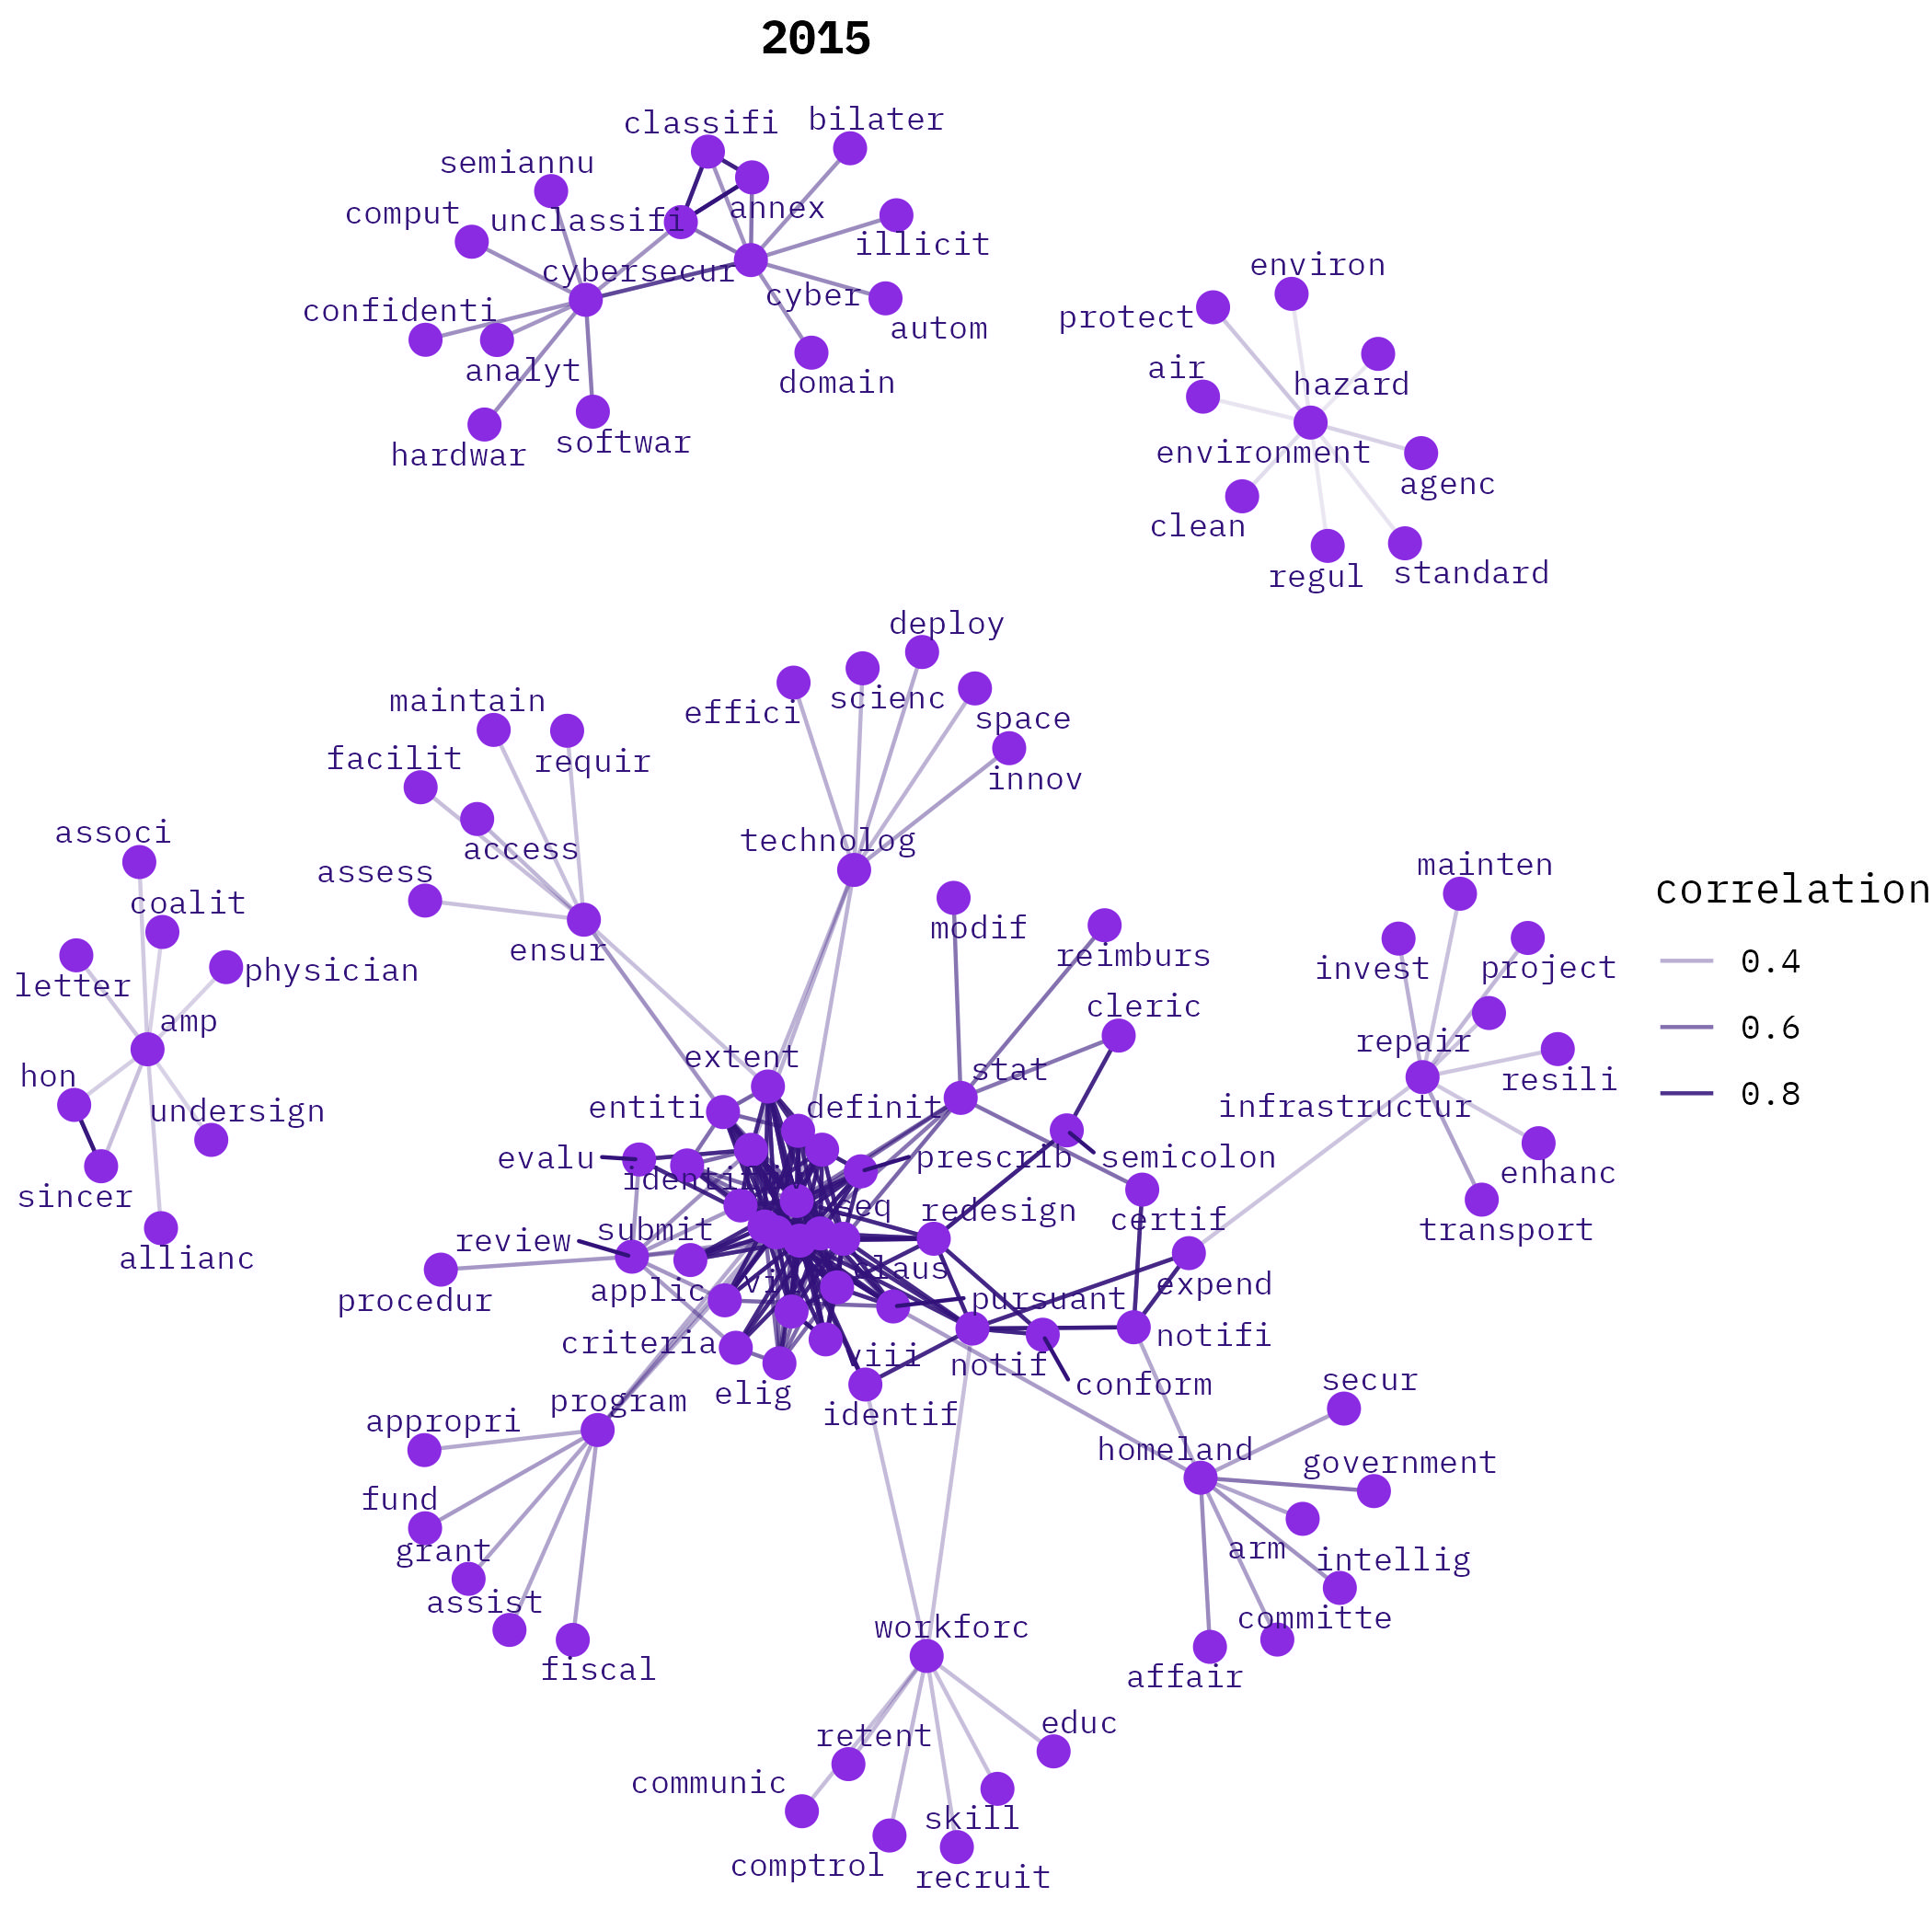 2015
classifi
bilater
semiannu
comput
unclassifi
annex
illicit
cybersecur
cyber
confidenti
autom
analyt
domain
hardwar
softwar
environ
protect
air
hazard
environment
agenc
clean
regul
standard
deploy
scienc
effici
space
innov
technolog
maintain
facilit
requir
access
assess
ensur
associ
coalit
letter
physician
amp
hon
undersign
sincer
allianc
modif
reimburs
cleric
stat
extent
entiti
definit
evalu
prescrib
semicolon
seq
redesign
certif
submit
review
applic
claus
expend
procedur
pursuant
criteria
viii
notif
notifi
elig
conform
identif
mainten
invest
project
repair
resili
infrastructur
enhanc
transport
correlation
0.4
0.6
0.8
program
appropri
fund
grant
assist
fiscal
secur
homeland
government
arm
intellig
committe
affair
workforc
retent
educ
communic
skill
comptrol
recruit